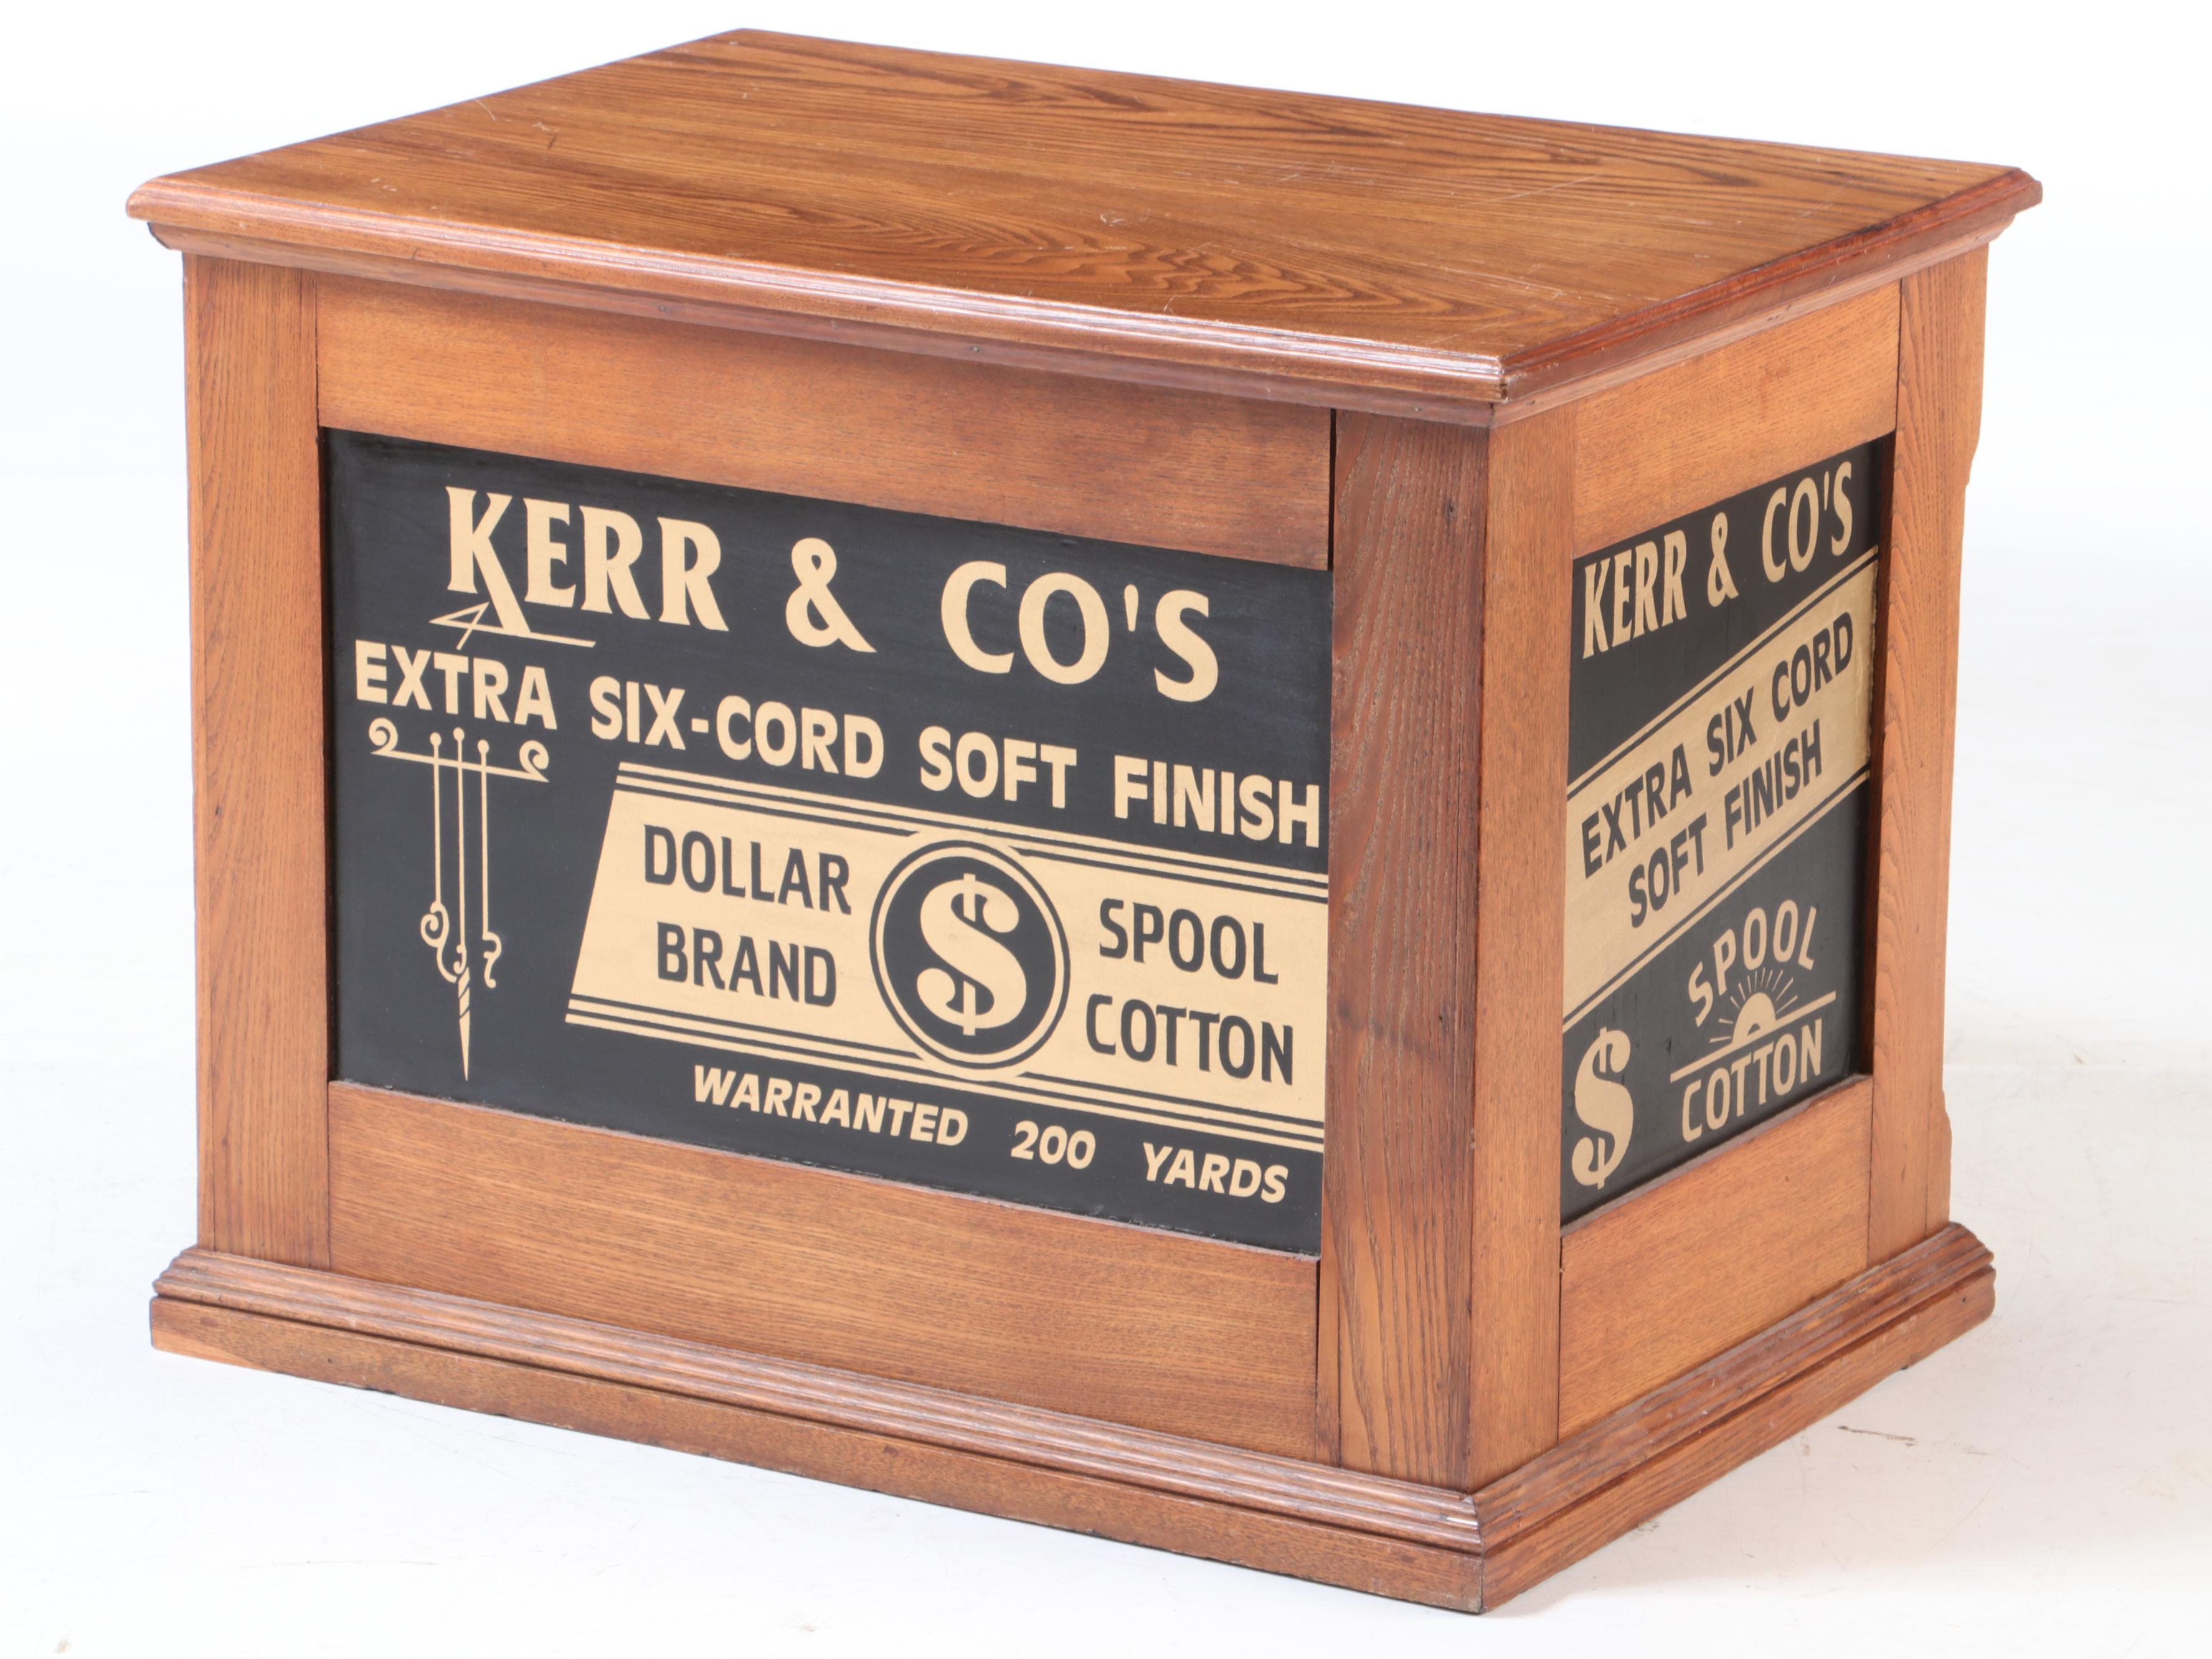 KERR & CO'S
EXTRA SIX-CORD SOFT FINISH
DOLLAR BRAND
$
SPOOL COTTON
WARRANTED 200 YARDS
KERR & CO'S
EXTRA SIX CORD
SOFT FINISH
$
SPOOL
COTTON